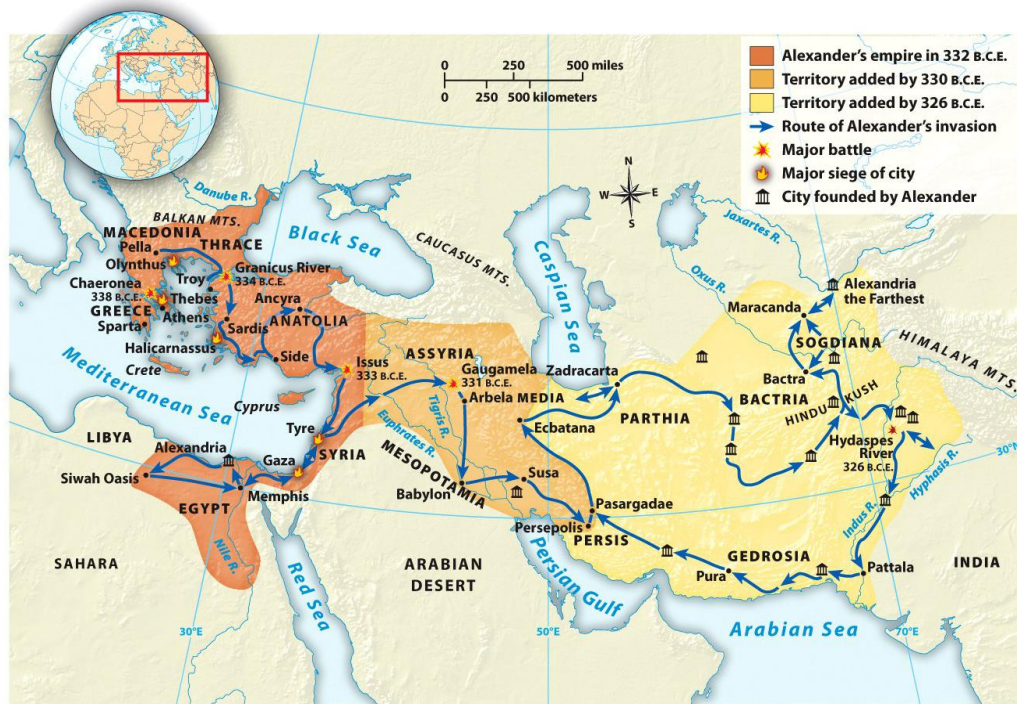 0 250 500 miles
0 250 500 kilometers
Alexander's empire in 332 B.C.E.
Territory added by 330 B.C.E.
Territory added by 326 B.C.E.
Route of Alexander's invasion
Major battle
Major siege of city
City founded by Alexander
N
W E
S
Danube R.
BALKAN MTS.
MACEDONIA
Pella
THRACE
Olynthus
Troy
Granicus River
334 B.C.E.
Chaeronea
338 B.C.E.
Thebes
GREECE
Athens
Sparta
Ancyra
Sardis
ANATOLIA
Halicarnassus
Side
Crete
Black Sea
CAUCASUS MTS.
Caspian Sea
Jaxartes R.
Oxus R.
Maracanda
Alexandria
the Farthest
SOGDIANA
HIMALAYA MTS.
Bactra
BACTRIA
HINDU KUSH
Hydaspes
River
326 B.C.E.
Hyphasis R.
30°N
Indus R.
Issus
333 B.C.E.
ASSYRIA
Gaugamela
331 B.C.E.
Arbela
MEDIA
Zadracarta
PARTHIA
Ecbatana
Tigris R.
Euphrates R.
MESOPOTAMIA
Mediterranean Sea
Cyprus
Tyre
SYRIA
LIBYA
Alexandria
Gaza
Siwah Oasis
Memphis
EGYPT
Nile R.
Babylon
Susa
Pasargadae
Persepolis
PERSIS
GEDROSIA
Pura
Pattala
INDIA
SAHARA
Red Sea
ARABIAN
DESERT
Persian Gulf
Arabian Sea
30°E
50°E
70°E